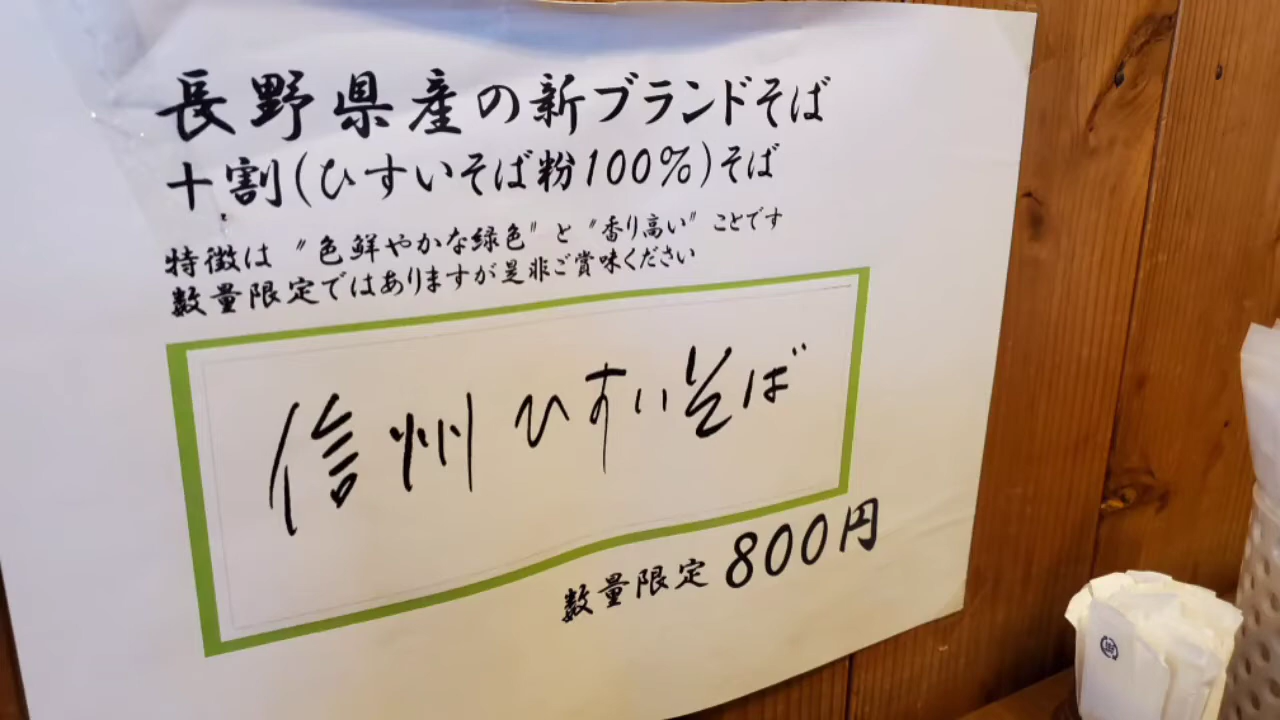 長野県産の新ブランドそば
十割(ひすいそば粉100%)そば
特徴は〝色鮮やかな緑色〞と〝香り高い〞ことです
数量限定ではありますが是非ご賞味ください
信州ひすいそば
数量限定 800円